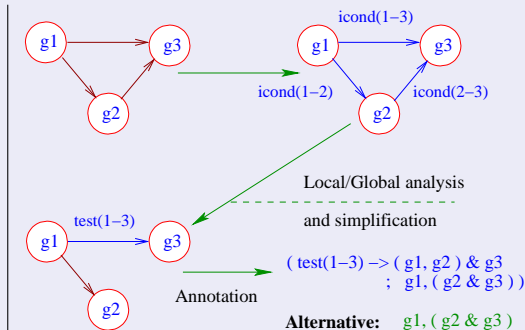 icond(1-3)
g1
g3
g1
g3
icond(1-2)
icond(2-3)
g2
g2
Local/Global analysis
and simplification
test(1-3)
g1
g3
( test(1-3) -> ( g1, g2 ) & g3
; g1, ( g2 & g3 ) )
Annotation
g2
Alternative: g1, ( g2 & g3 )